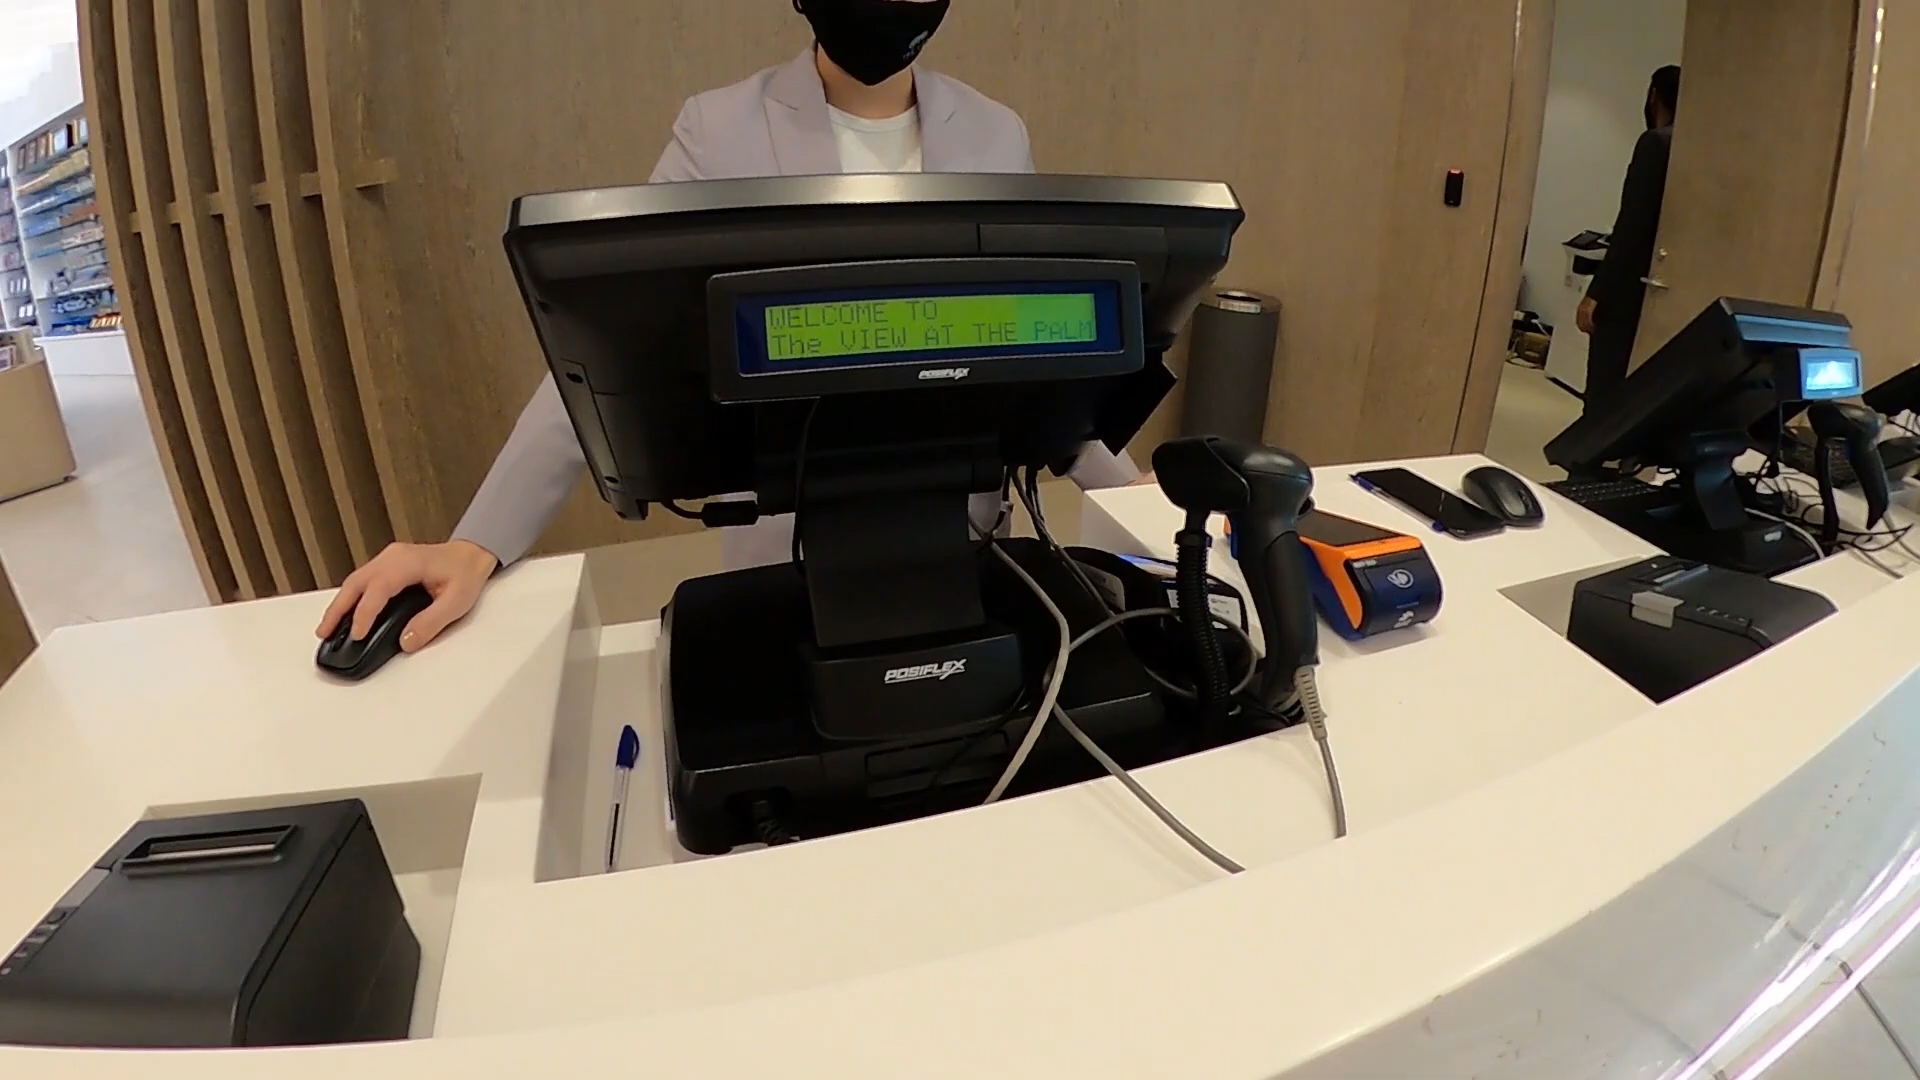 WELCOME TO
The VIEW AT THE PALM
POSIFLEX
POSIFLEX